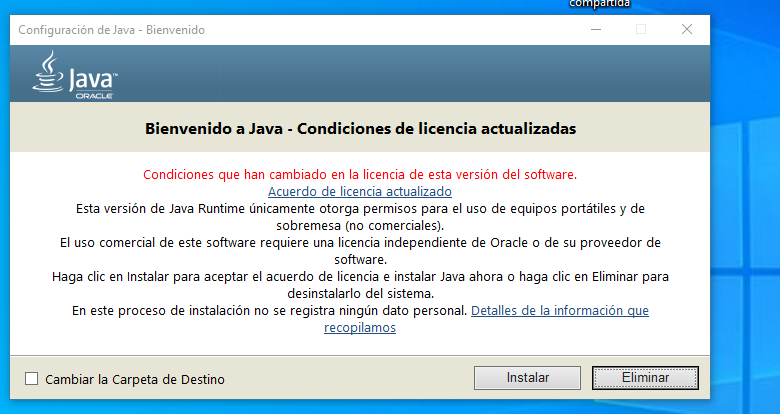 compartida
Configuración de Java - Bienvenido
Java™
ORACLE
Bienvenido a Java - Condiciones de licencia actualizadas
Condiciones que han cambiado en la licencia de esta versión del software.
Acuerdo de licencia actualizado
Esta versión de Java Runtime únicamente otorga permisos para el uso de equipos portátiles y de
sobremesa (no comerciales).
El uso comercial de este software requiere una licencia independiente de Oracle o de su proveedor de
software.
Haga clic en Instalar para aceptar el acuerdo de licencia e instalar Java ahora o haga clic en Eliminar para
desinstalarlo del sistema.
En este proceso de instalación no se registra ningún dato personal. Detalles de la información que
recopilamos
Cambiar la Carpeta de Destino
Instalar
Eliminar